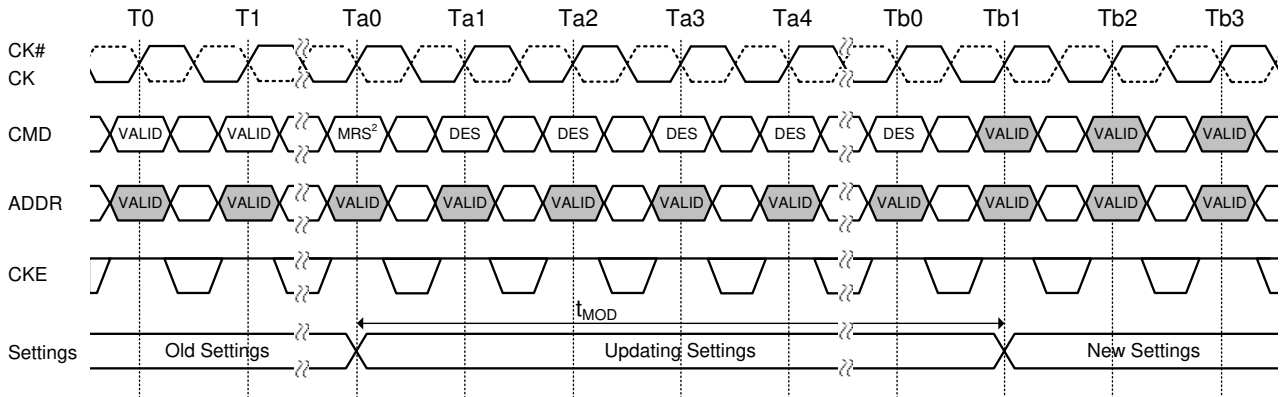 T0 T1 Ta0 Ta1 Ta2 Ta3 Ta4 Tb0 Tb1 Tb2 Tb3
CK#
CK
CMD VALID VALID MRS² DES DES DES DES DES VALID VALID VALID
ADDR VALID VALID VALID VALID VALID VALID VALID VALID VALID VALID VALID
CKE
tMOD
Settings Old Settings Updating Settings New Settings